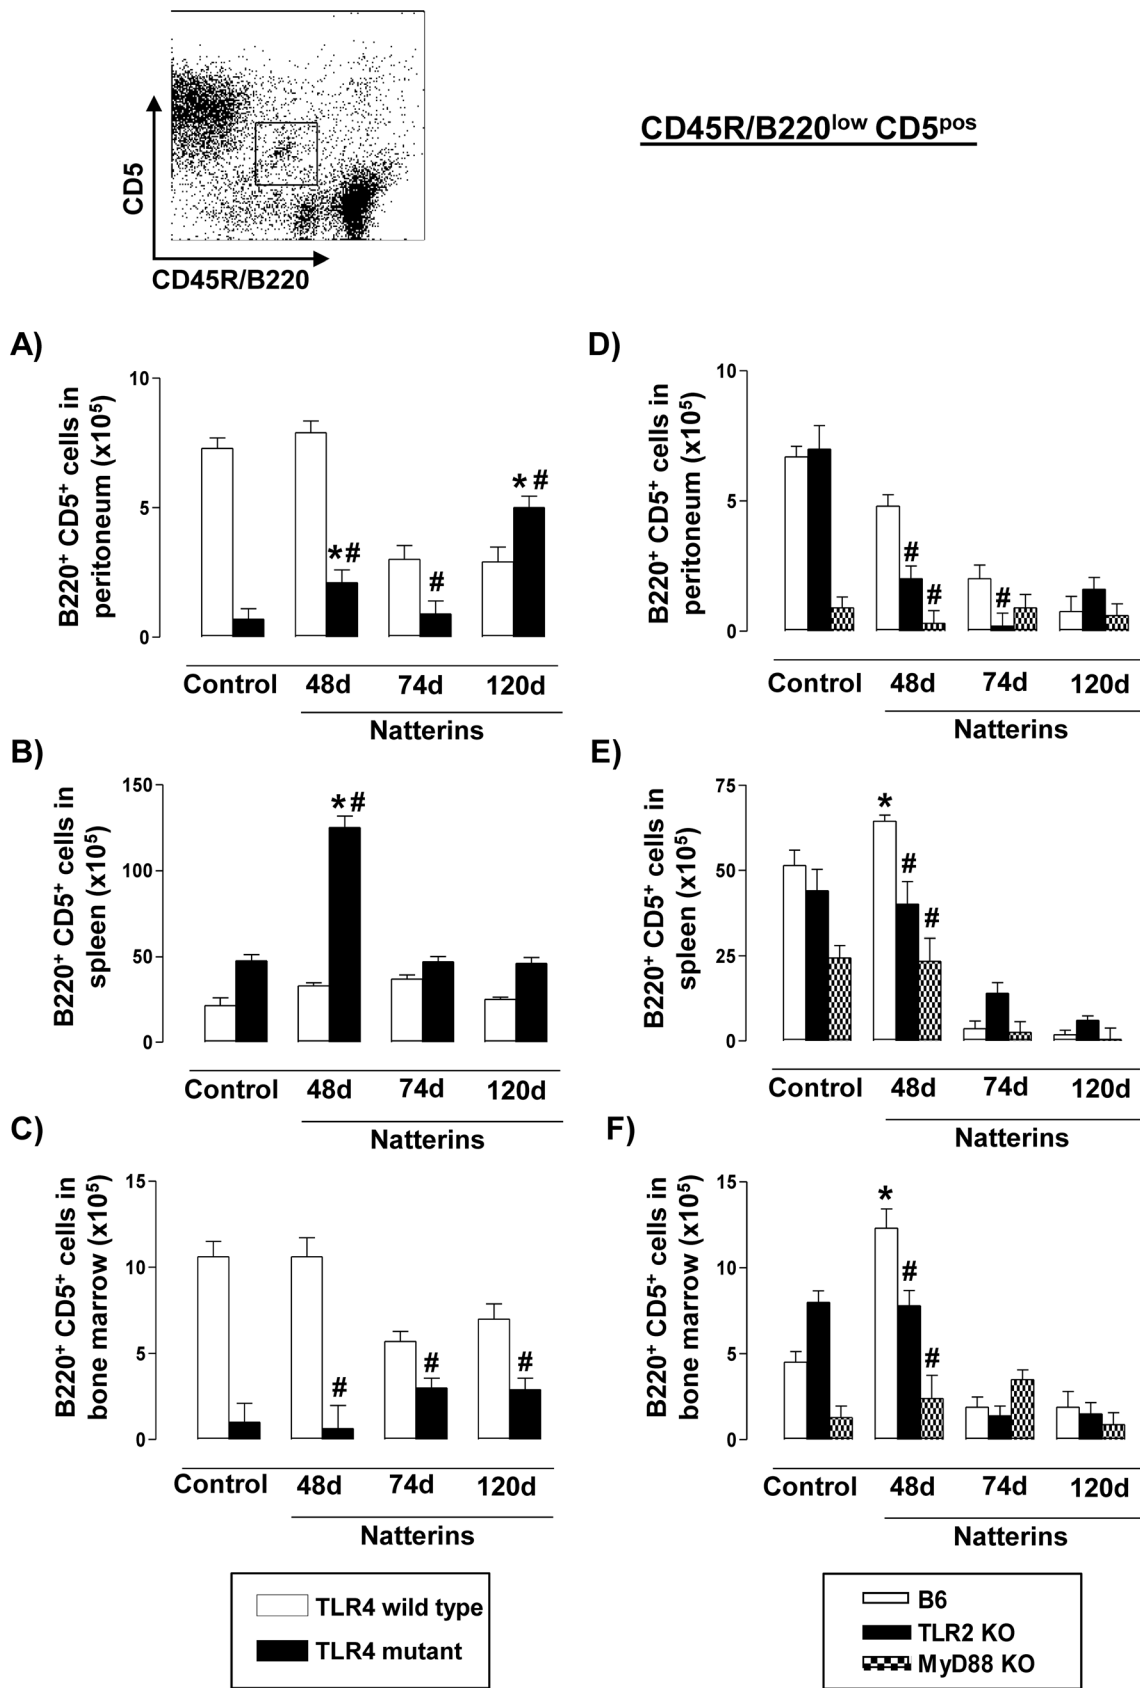 CD5
CD45R/B220
CD45R/B220low CD5pos
A)
B220+ CD5+ cells in
peritoneum (x10⁵)
10
5
0
*#
#
*#
Control 48d 74d 120d
Natterins
D)
B220+ CD5+ cells in
peritoneum (x10⁵)
10
5
0
#
#
#
Control 48d 74d 120d
Natterins
B)
B220+ CD5+ cells in
spleen (x10⁵)
150
100
50
0
*#
Control 48d 74d 120d
Natterins
E)
B220+ CD5+ cells in
spleen (x10⁵)
75
50
25
0
*
#
#
Control 48d 74d 120d
Natterins
C)
B220+ CD5+ cells in
bone marrow (x10⁵)
15
10
5
0
#
#
#
Control 48d 74d 120d
Natterins
F)
B220+ CD5+ cells in
bone marrow (x10⁵)
15
10
5
0
*
#
#
Control 48d 74d 120d
Natterins
TLR4 wild type
TLR4 mutant
B6
TLR2 KO
MyD88 KO